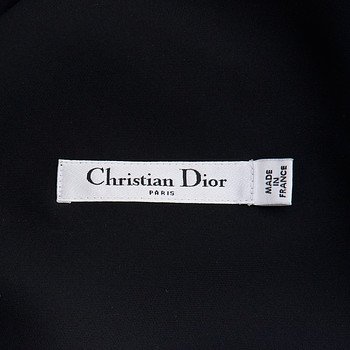 Christian Dior
PARIS
MADE
IN
FRANCE